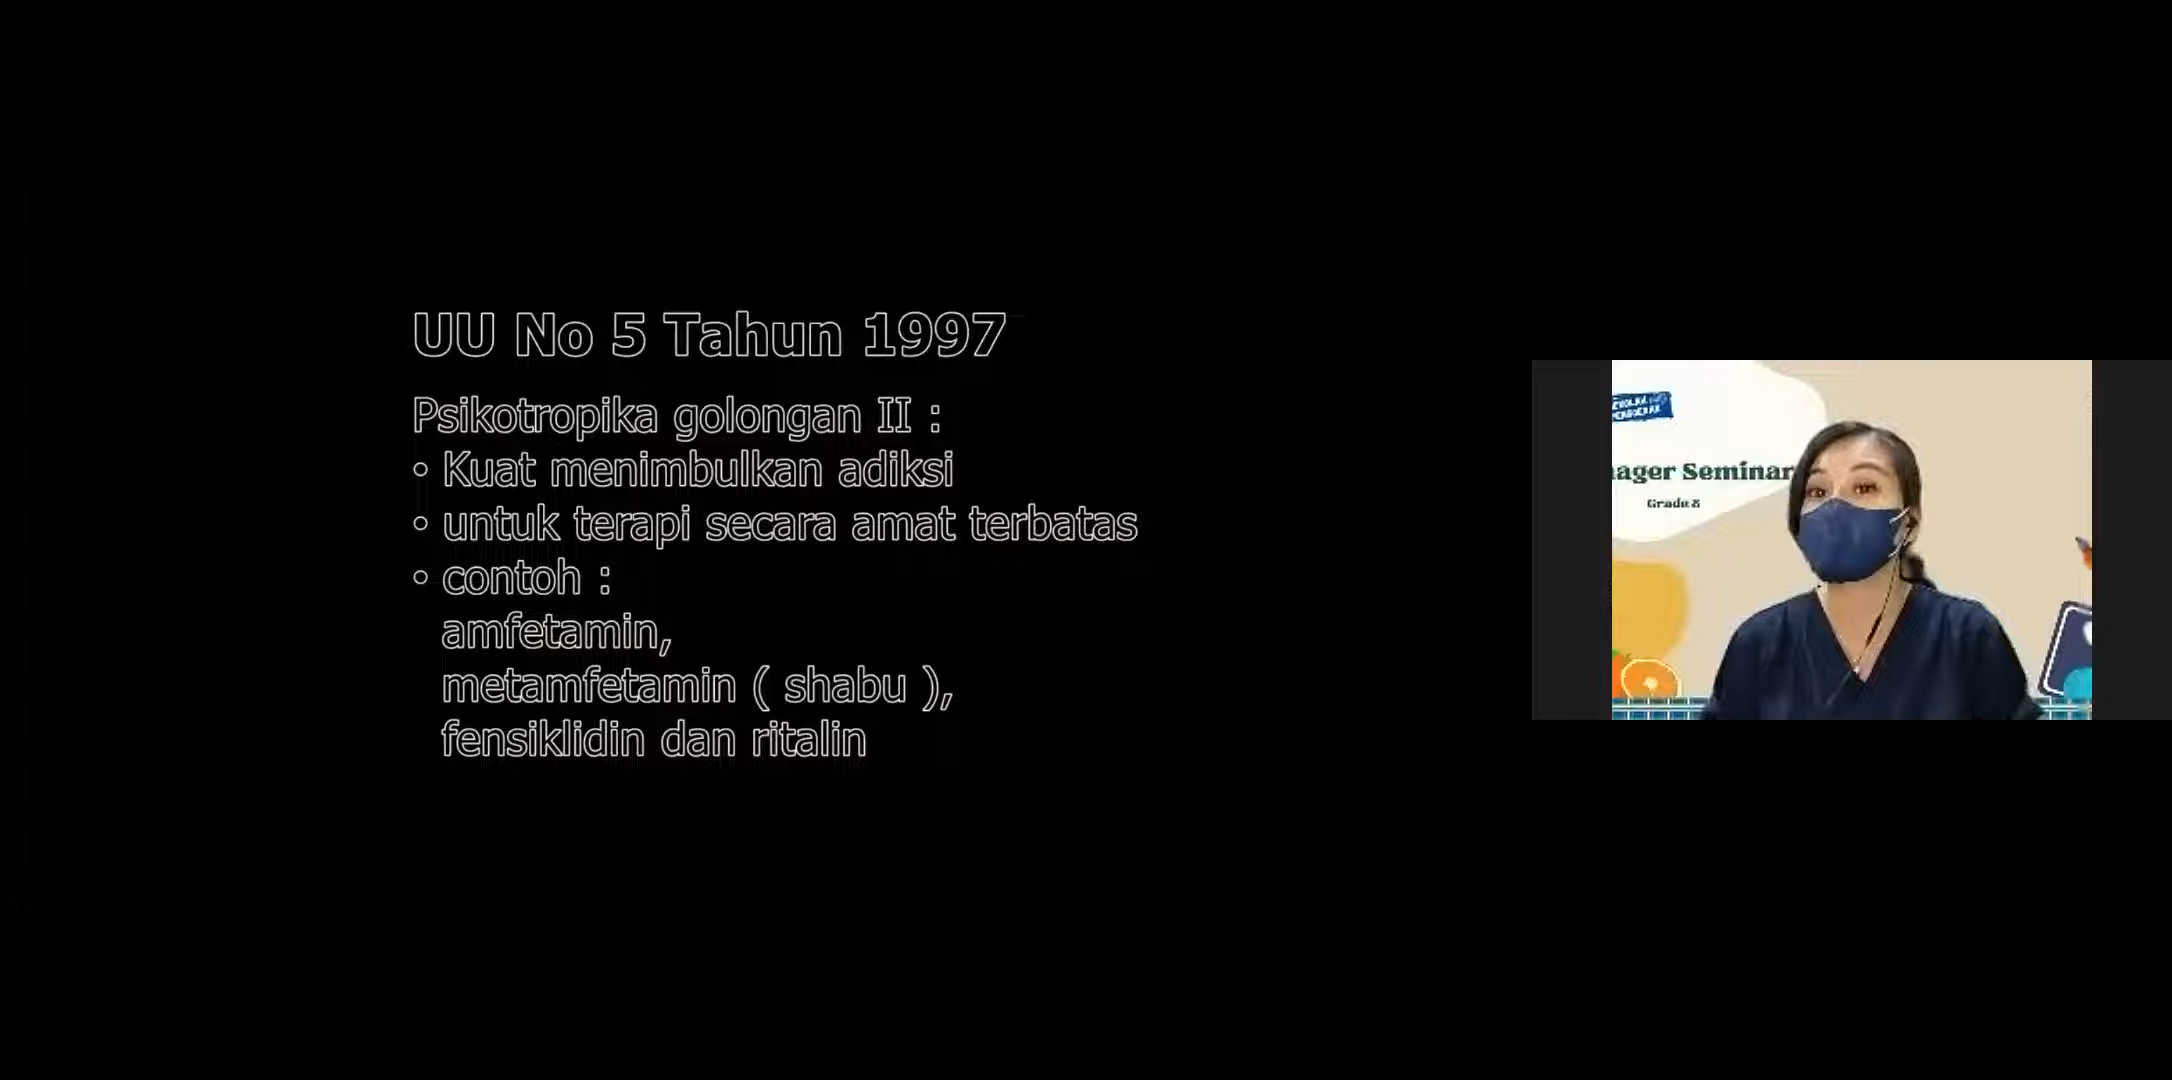 UU No 5 Tahun 1997
Psikotropika golongan II :
• Kuat menimbulkan adiksi
• untuk terapi secara amat terbatas
• contoh :
amfetamin,
metamfetamin ( shabu ),
fensiklidin dan ritalin
ager Seminar
Grade 8